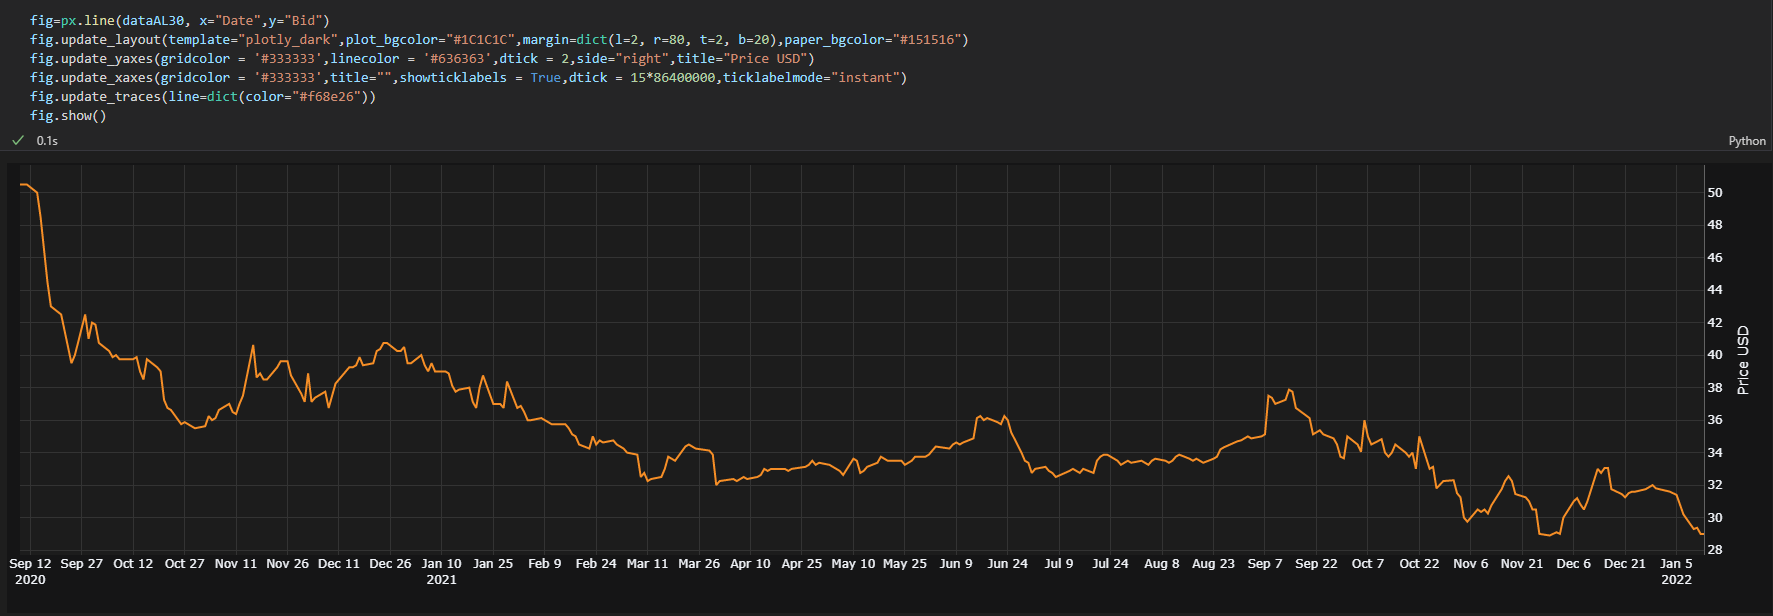 fig=px.line(dataAL30, x="Date",y="Bid")
fig.update_layout(template="plotly_dark",plot_bgcolor="#1C1C1C",margin=dict(l=2, r=80, t=2, b=20),paper_bgcolor="#151516")
fig.update_yaxes(gridcolor = '#333333',linecolor = '#636363',dtick = 2,side="right",title="Price USD")
fig.update_xaxes(gridcolor = '#333333',title="",showticklabels = True,dtick = 15*86400000,ticklabelmode="instant")
fig.update_traces(line=dict(color="#f68e26"))
fig.show()
0.1s
Python
50
48
46
44
42
40
38
36
34
32
30
28
Price USD
Sep 12 Sep 27 Oct 12 Oct 27 Nov 11 Nov 26 Dec 11 Dec 26 Jan 10 Jan 25 Feb 9 Feb 24 Mar 11 Mar 26 Apr 10 Apr 25 May 10 May 25 Jun 9 Jun 24 Jul 9 Jul 24 Aug 8 Aug 23 Sep 7 Sep 22 Oct 7 Oct 22 Nov 6 Nov 21 Dec 6 Dec 21 Jan 5
2020 2021 2022